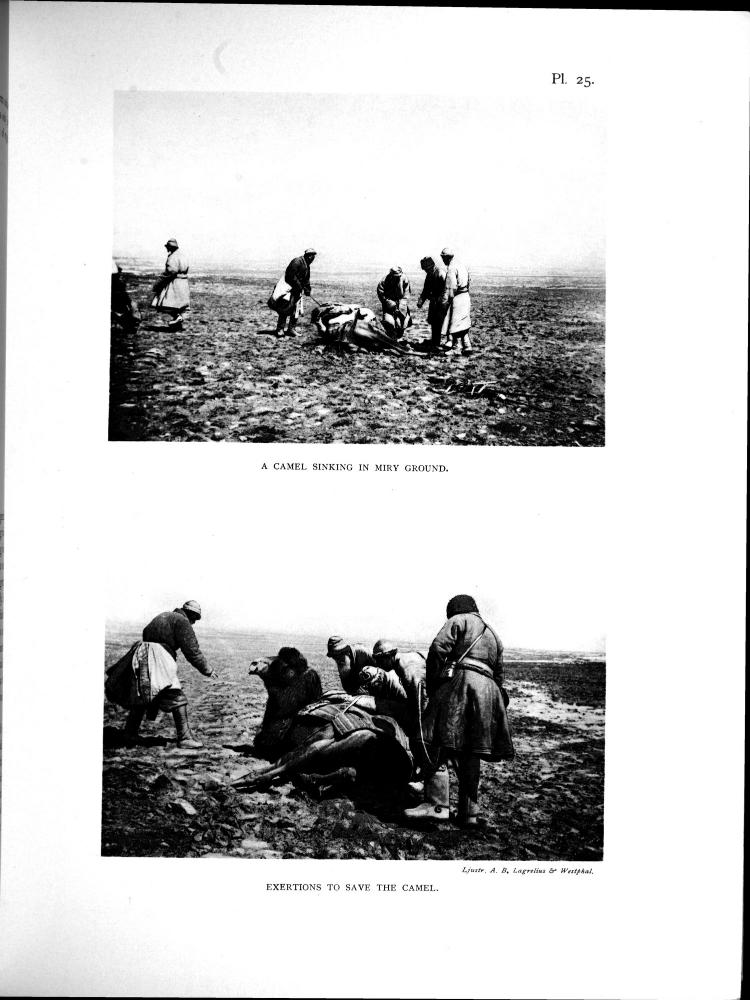 Pl. 25.
A CAMEL SINKING IN MIRY GROUND.
Ljustr. A. B. Lagrelius & Westphal.
EXERTIONS TO SAVE THE CAMEL.